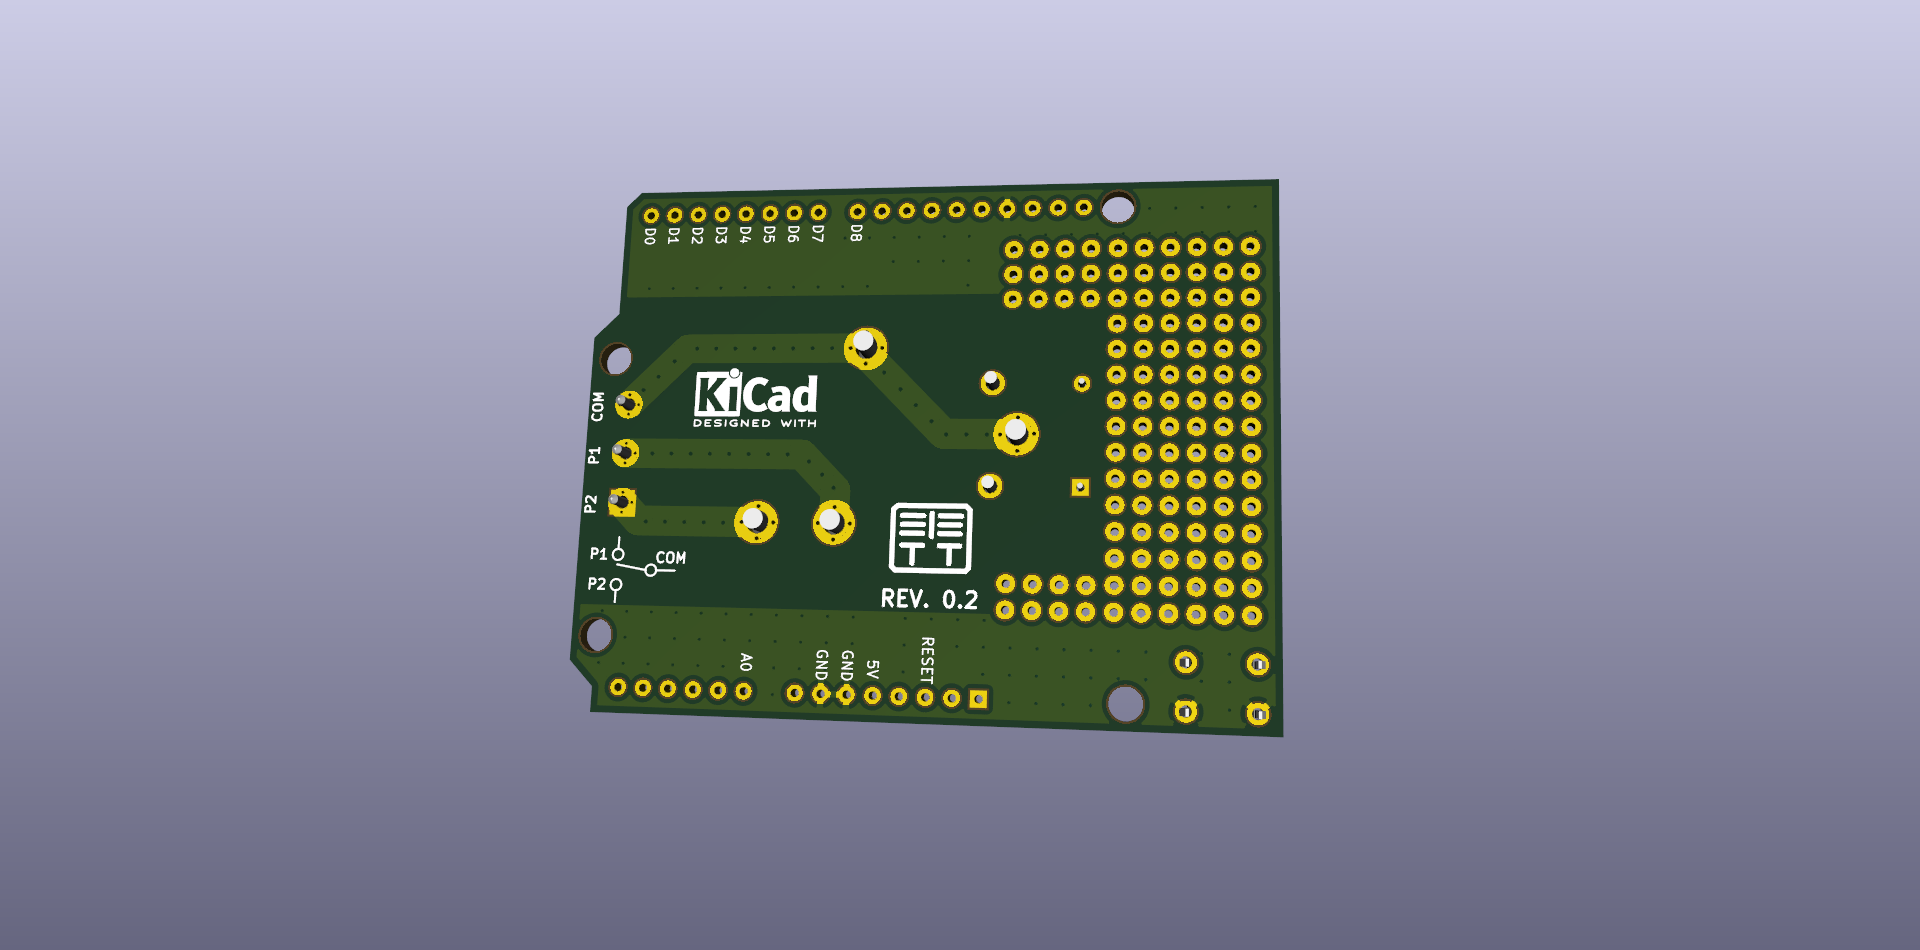 D0 D1 D2 D3 D4 D5 D6 D7 D8
COM
KiCad
DESIGNED WITH
P1
P2
P1
COM
P2
REV. 0.2
A0 GND GND 5V RESET